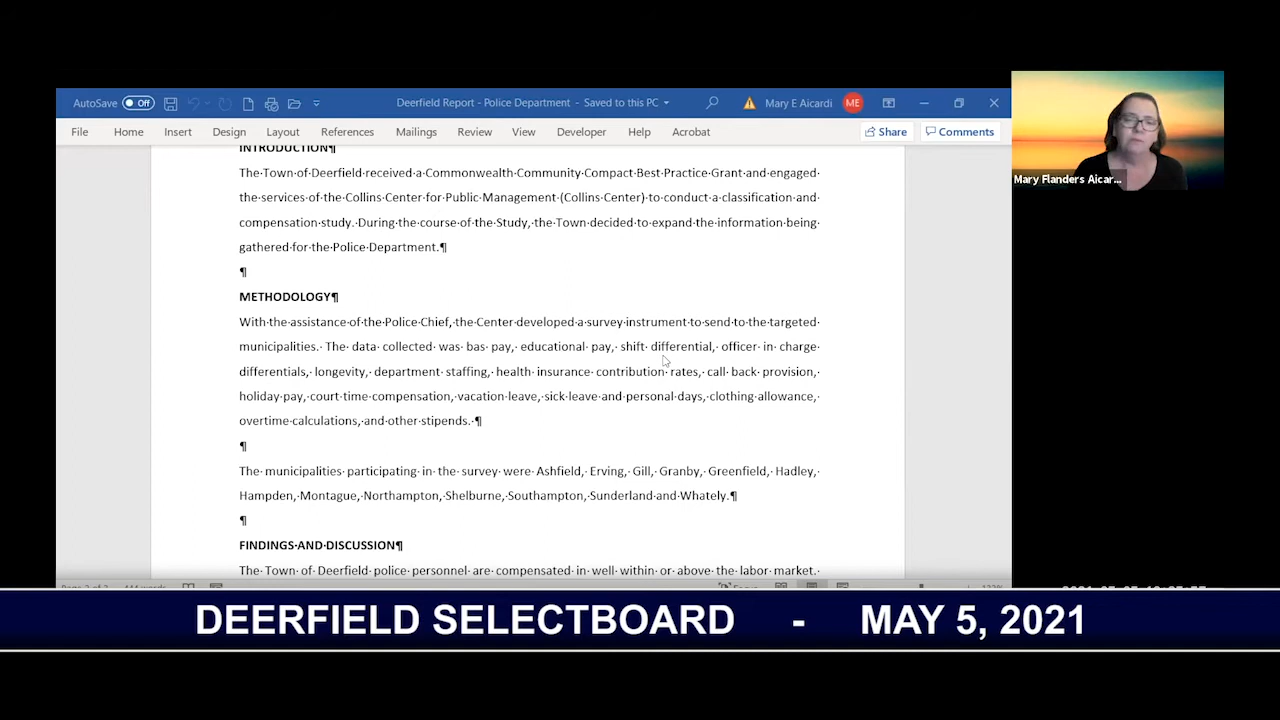 AutoSave Off Deerfield Report - Police Department - Saved to this PC Mary E Aicardi ME
File Home Insert Design Layout References Mailings Review View Developer Help Acrobat Share Comments
Mary Flanders Aicar...
INTRODUCTION¶
The·Town·of·Deerfield·received·a·Commonwealth·Community·Compact·Best·Practice·Grant·and·engaged·
the·services·of·the·Collins·Center·for·Public·Management·(Collins·Center)·to·conduct·a·classification·and·
compensation·study.·During·the·course·of·the·Study,·the·Town·decided·to·expand·the·information·being·
gathered·for·the·Police·Department.¶
¶
METHODOLOGY¶
With·the·assistance·of·the·Police·Chief,·the·Center·developed·a·survey·instrument·to·send·to·the·targeted·
municipalities.· The· data· collected· was· bas· pay,· educational· pay,· shift· differential,· officer· in· charge·
differentials,· longevity,· department· staffing,· health· insurance· contribution· rates,· call· back· provision,·
holiday·pay,·court·time·compensation,·vacation·leave,·sick·leave·and·personal·days,·clothing·allowance,·
overtime·calculations,·and·other·stipends.·¶
¶
The· municipalities· participating· in· the· survey· were· Ashfield,· Erving,· Gill,· Granby,· Greenfield,· Hadley,·
Hampden,·Montague,·Northampton,·Shelburne,·Southampton,·Sunderland·and·Whately.¶
¶
FINDINGS·AND·DISCUSSION¶
The· Town· of· Deerfield· police· personnel· are· compensated· in· well· within· or· above· the· labor· market.·
DEERFIELD SELECTBOARD - MAY 5, 2021